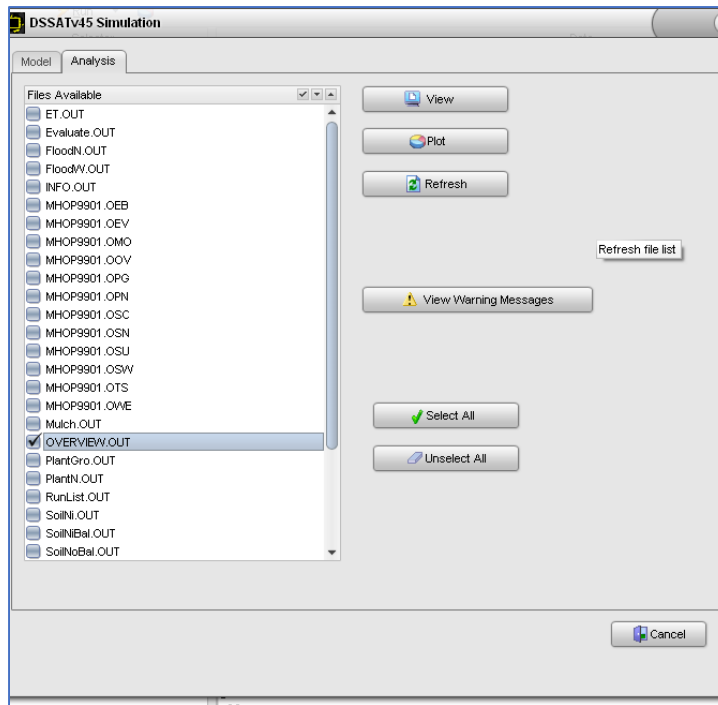 DSSATv45 Simulation
Model
Analysis
Files Available
ET.OUT
Evaluate.OUT
FloodN.OUT
FloodW.OUT
INFO.OUT
MHOP9901.OEB
MHOP9901.OEV
MHOP9901.OMO
MHOP9901.OOV
MHOP9901.OPG
MHOP9901.OPN
MHOP9901.OSC
MHOP9901.OSN
MHOP9901.OSU
MHOP9901.OSW
MHOP9901.OTS
MHOP9901.OWE
Mulch.OUT
OVERVIEW.OUT
PlantGro.OUT
PlantN.OUT
RunList.OUT
SoilNi.OUT
SoilNiBal.OUT
SoilNoBal.OUT
View
Plot
Refresh
Refresh file list
View Warning Messages
Select All
Unselect All
Cancel